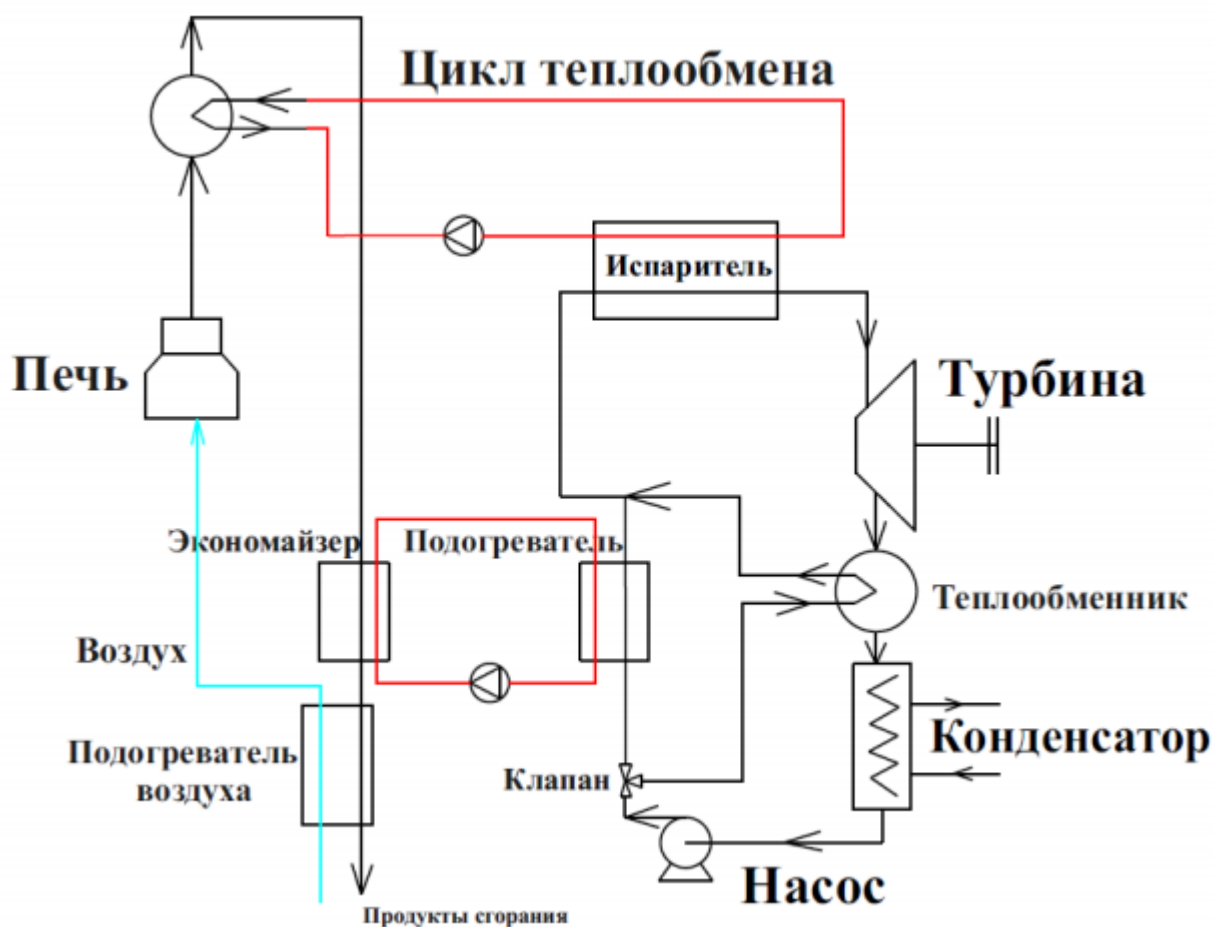 Цикл теплообмена
Испаритель
Печь
Турбина
Экономайзер
Подогреватель
Теплообменник
Воздух
Подогреватель
воздуха
Клапан
Конденсатор
Насос
Продукты сгорания